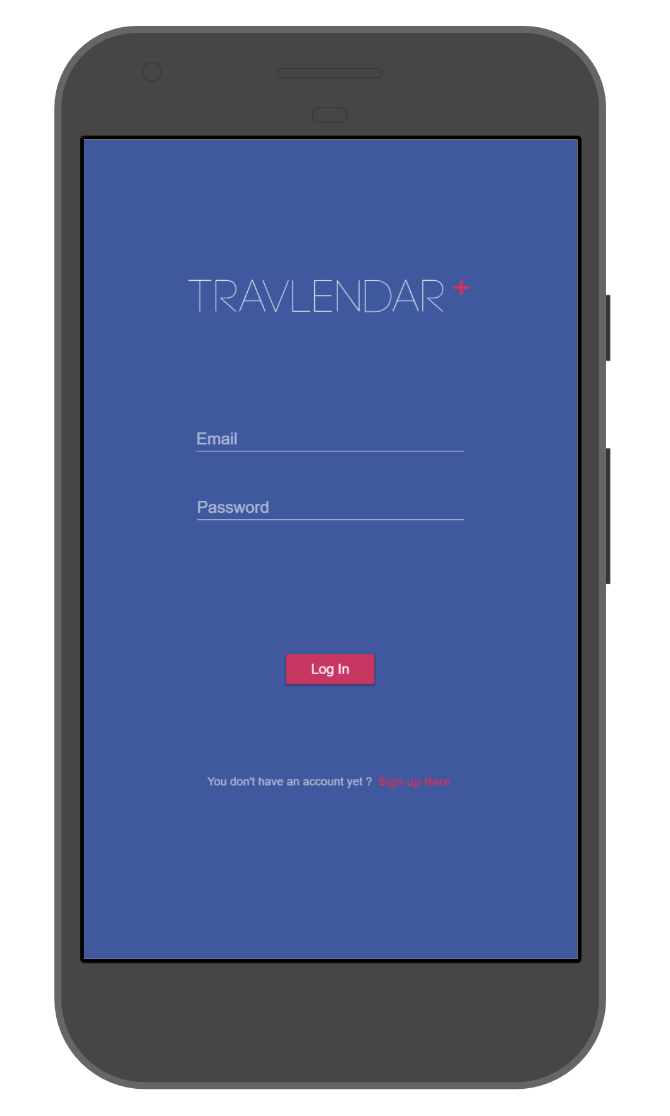 TRAVLENDAR+
Email
Password
Log In
You don't have an account yet ? Sign up Here